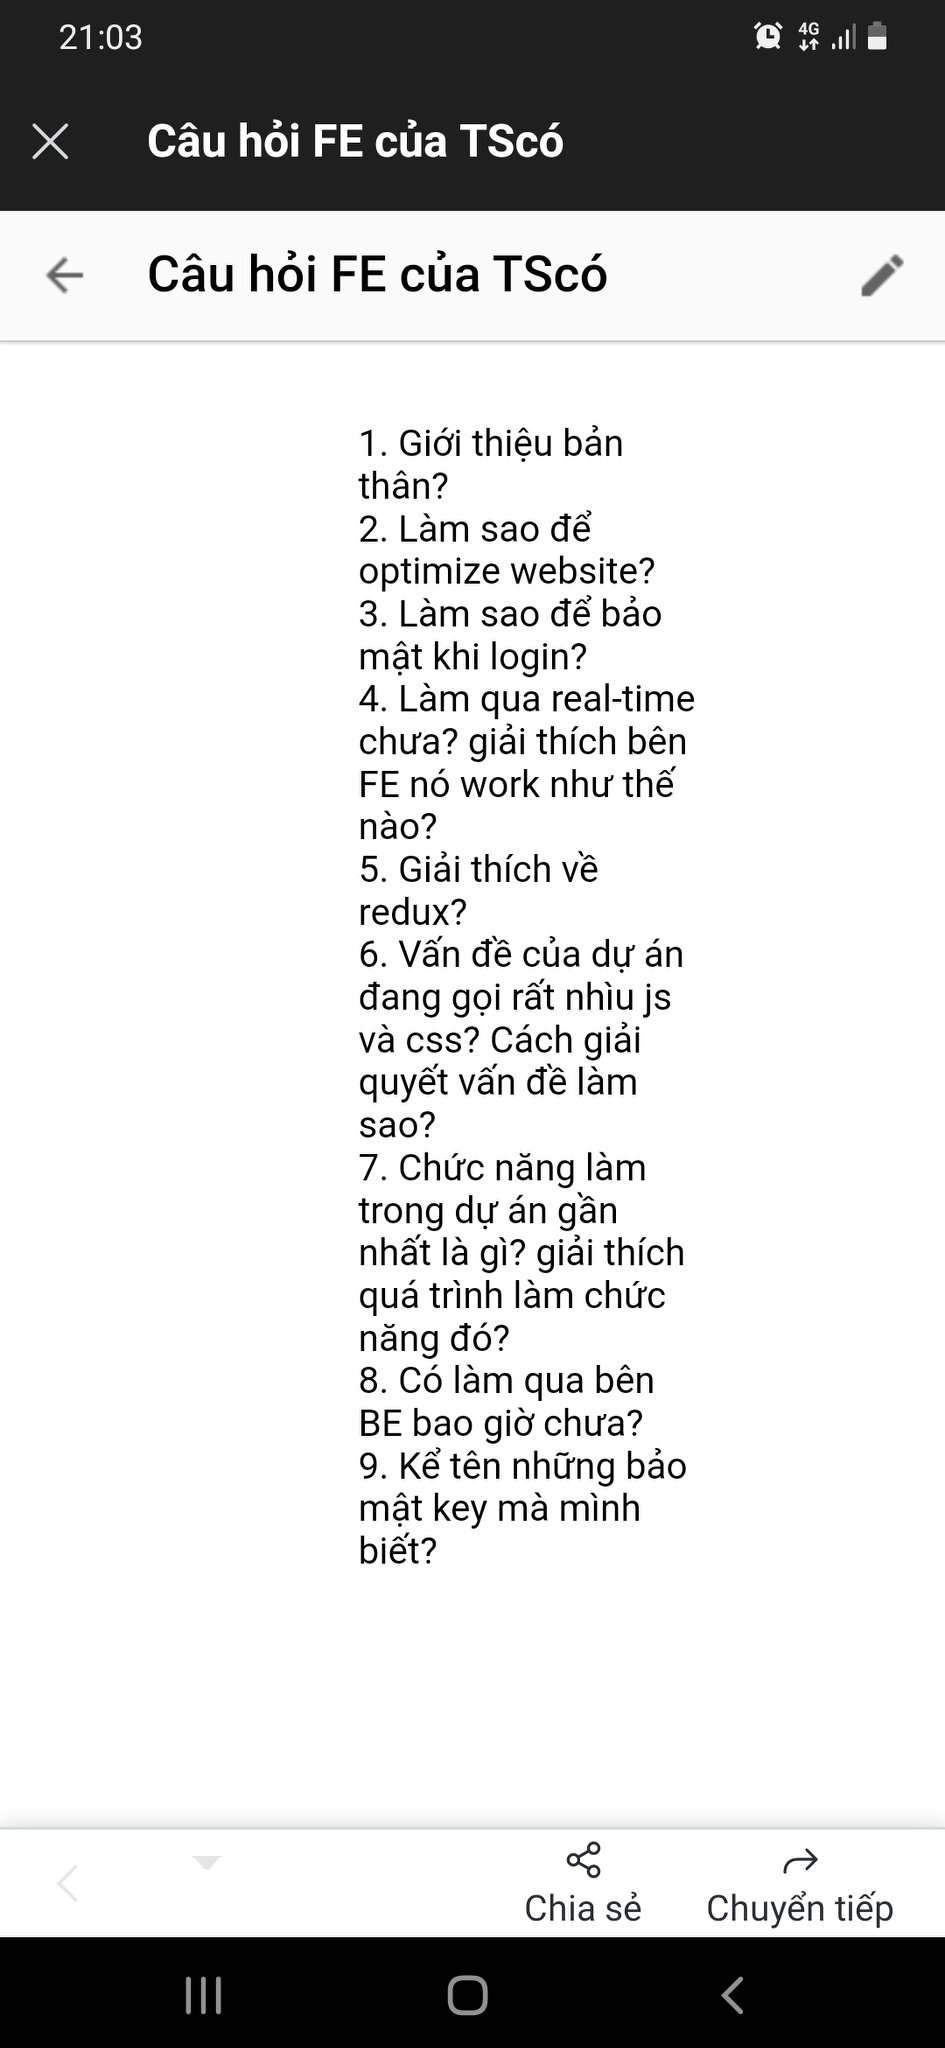 21:03
4G
Câu hỏi FE của TScó
Câu hỏi FE của TScó
1. Giới thiệu bản
thân?
2. Làm sao để
optimize website?
3. Làm sao để bảo
mật khi login?
4. Làm qua real-time
chưa? giải thích bên
FE nó work như thế
nào?
5. Giải thích về
redux?
6. Vấn đề của dự án
đang gọi rất nhìu js
và css? Cách giải
quyết vấn đề làm
sao?
7. Chức năng làm
trong dự án gần
nhất là gì? giải thích
quá trình làm chức
năng đó?
8. Có làm qua bên
BE bao giờ chưa?
9. Kể tên những bảo
mật key mà mình
biết?
Chia sẻ
Chuyển tiếp